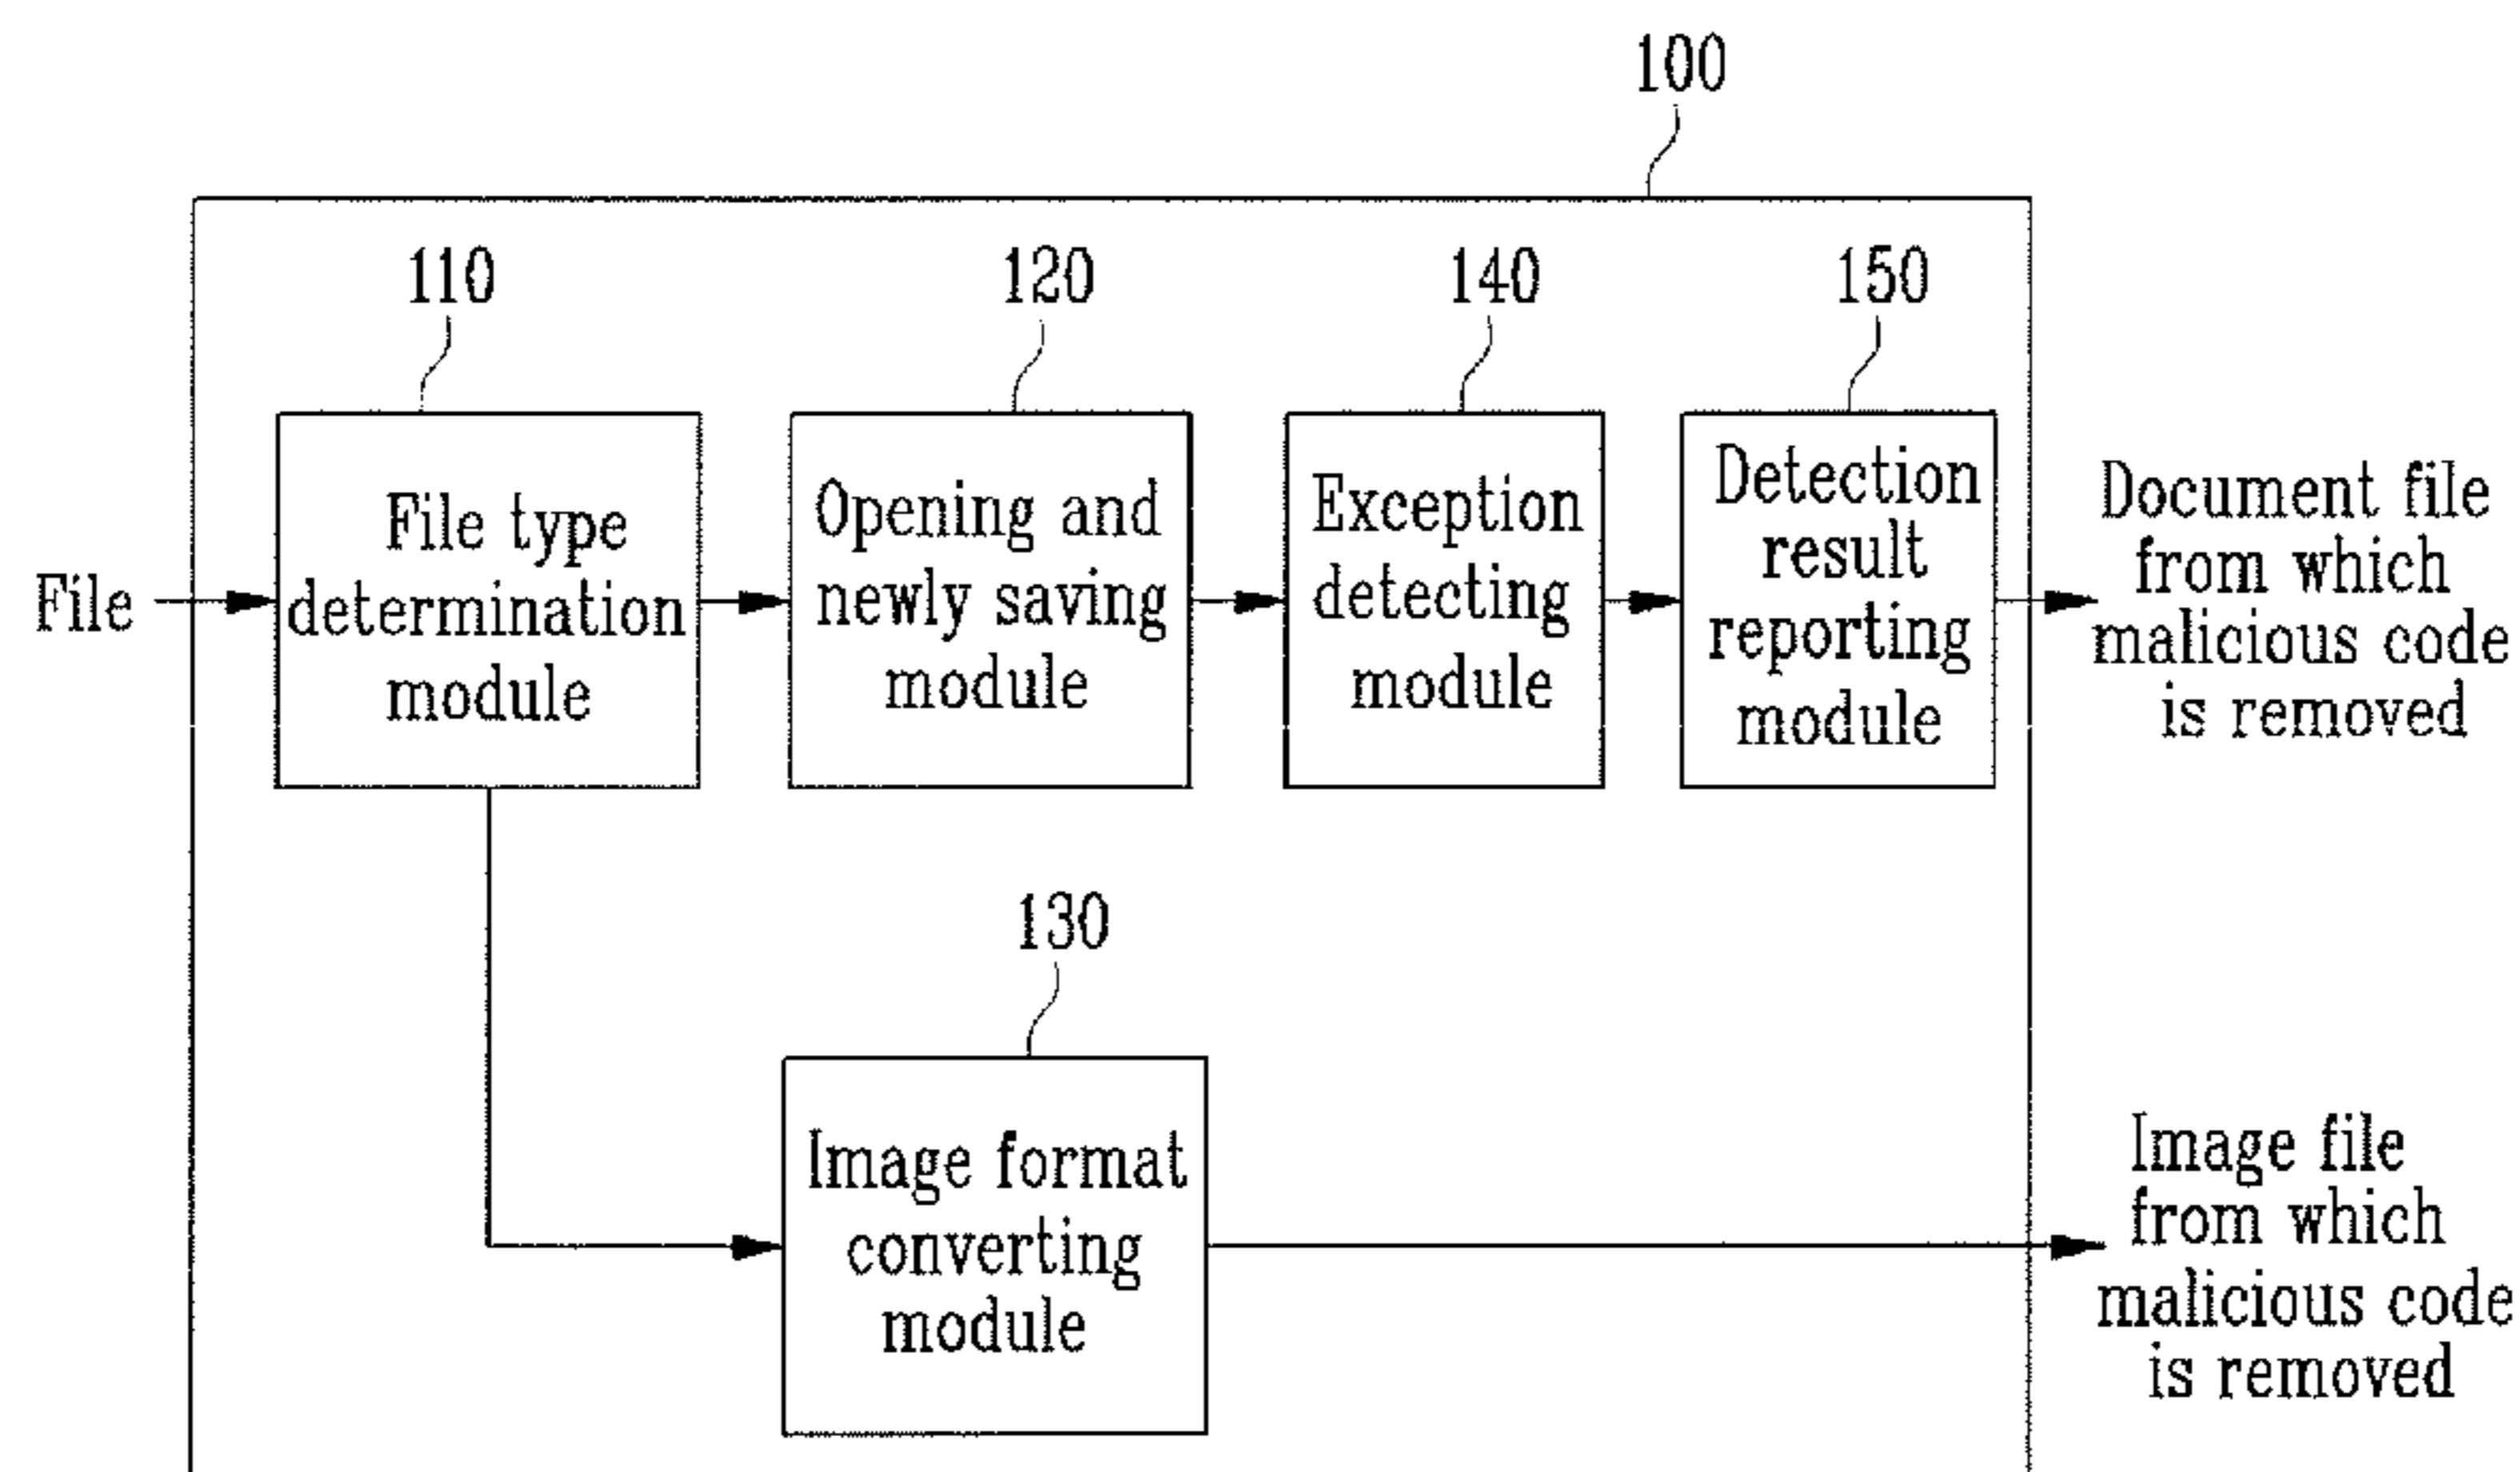 100
110
120
140
150
File
File type
determination
module
Opening and
newly saving
module
Exception
detecting
module
Detection
result
reporting
module
Document file
from which
malicious code
is removed
130
Image format
converting
module
Image file
from which
malicious code
is removed